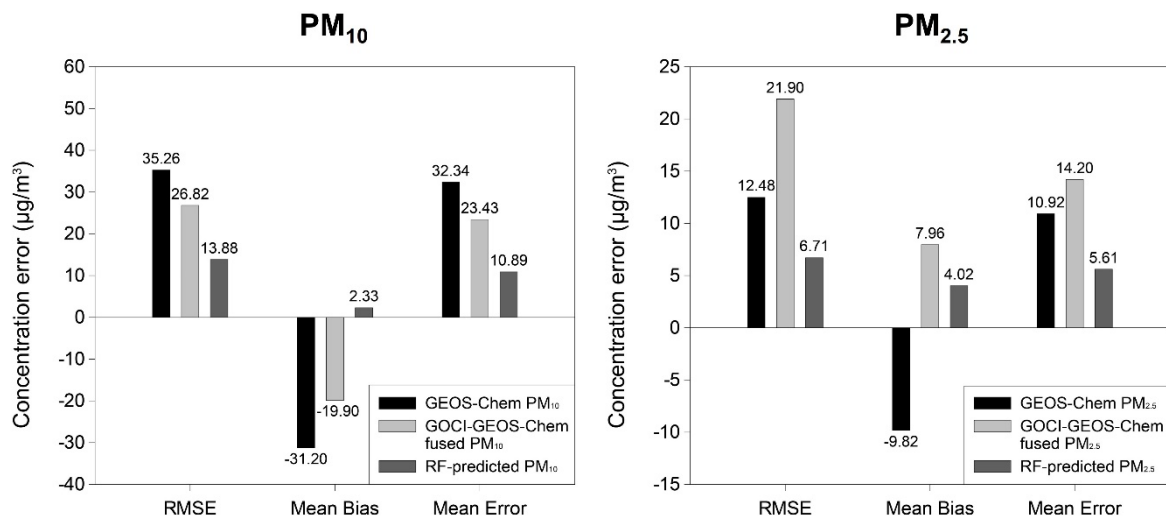 PM₁₀
Concentration error (µg/m³)
60
50
40
30
20
10
0
-10
-20
-30
-40
35.26
26.82
13.88
-31.20
-19.90
2.33
32.34
23.43
10.89
GEOS-Chem PM₁₀
GOCI-GEOS-Chem
fused PM₁₀
RF-predicted PM₁₀
RMSE
Mean Bias
Mean Error
PM₂.₅
Concentration error (µg/m³)
25
20
15
10
5
0
-5
-10
-15
12.48
21.90
6.71
-9.82
7.96
4.02
10.92
14.20
5.61
GEOS-Chem PM₂.₅
GOCI-GEOS-Chem
fused PM₂.₅
RF-predicted PM₂.₅
RMSE
Mean Bias
Mean Error